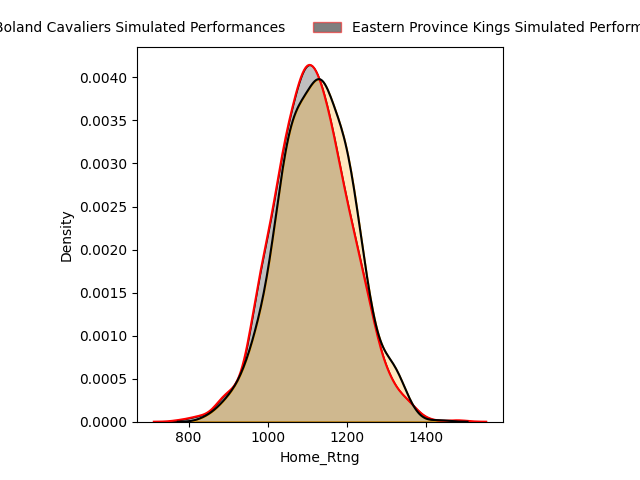 Boland Cavaliers Simulated Performances Eastern Province Kings Simulated Perform
0.0040
0.0035
0.0030
0.0025
0.0020
0.0015
0.0010
0.0005
0.0000
Density
800 1000 1200 1400
Home_Rtng